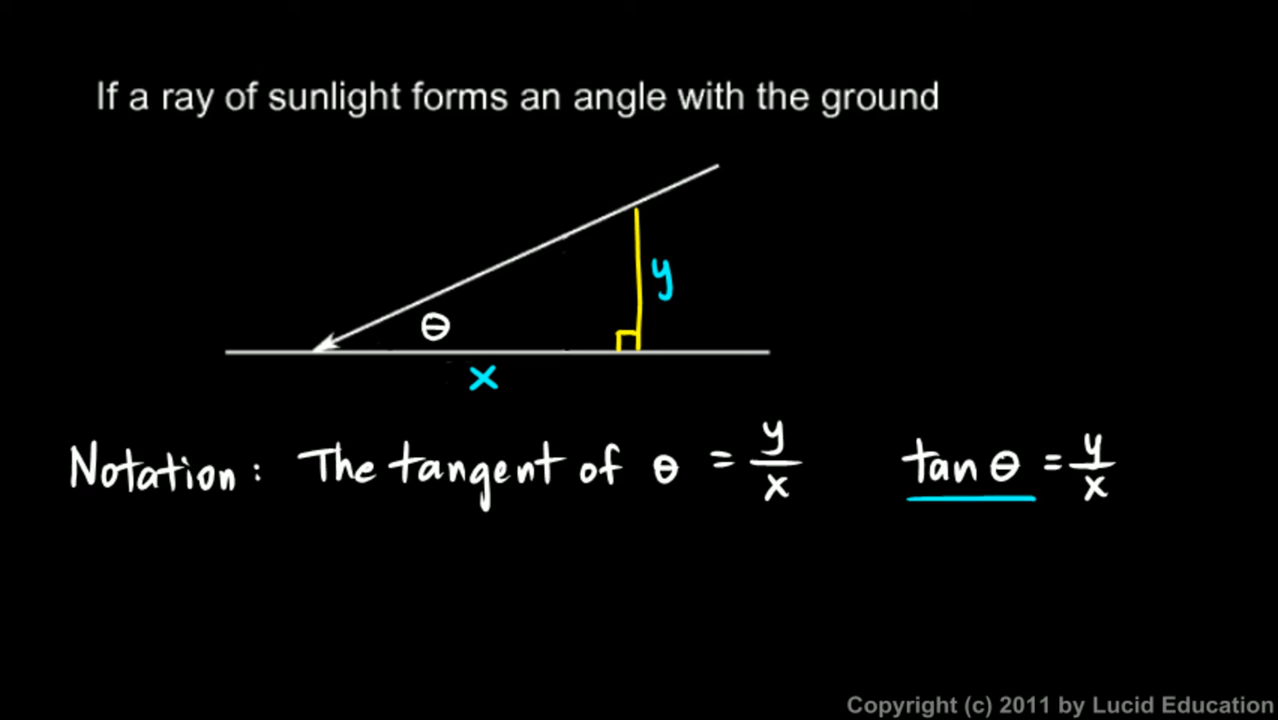 If a ray of sunlight forms an angle with the ground
y
θ
x
Notation: The tangent of θ = y/x tan θ = y/x
Copyright (c) 2011 by Lucid Education